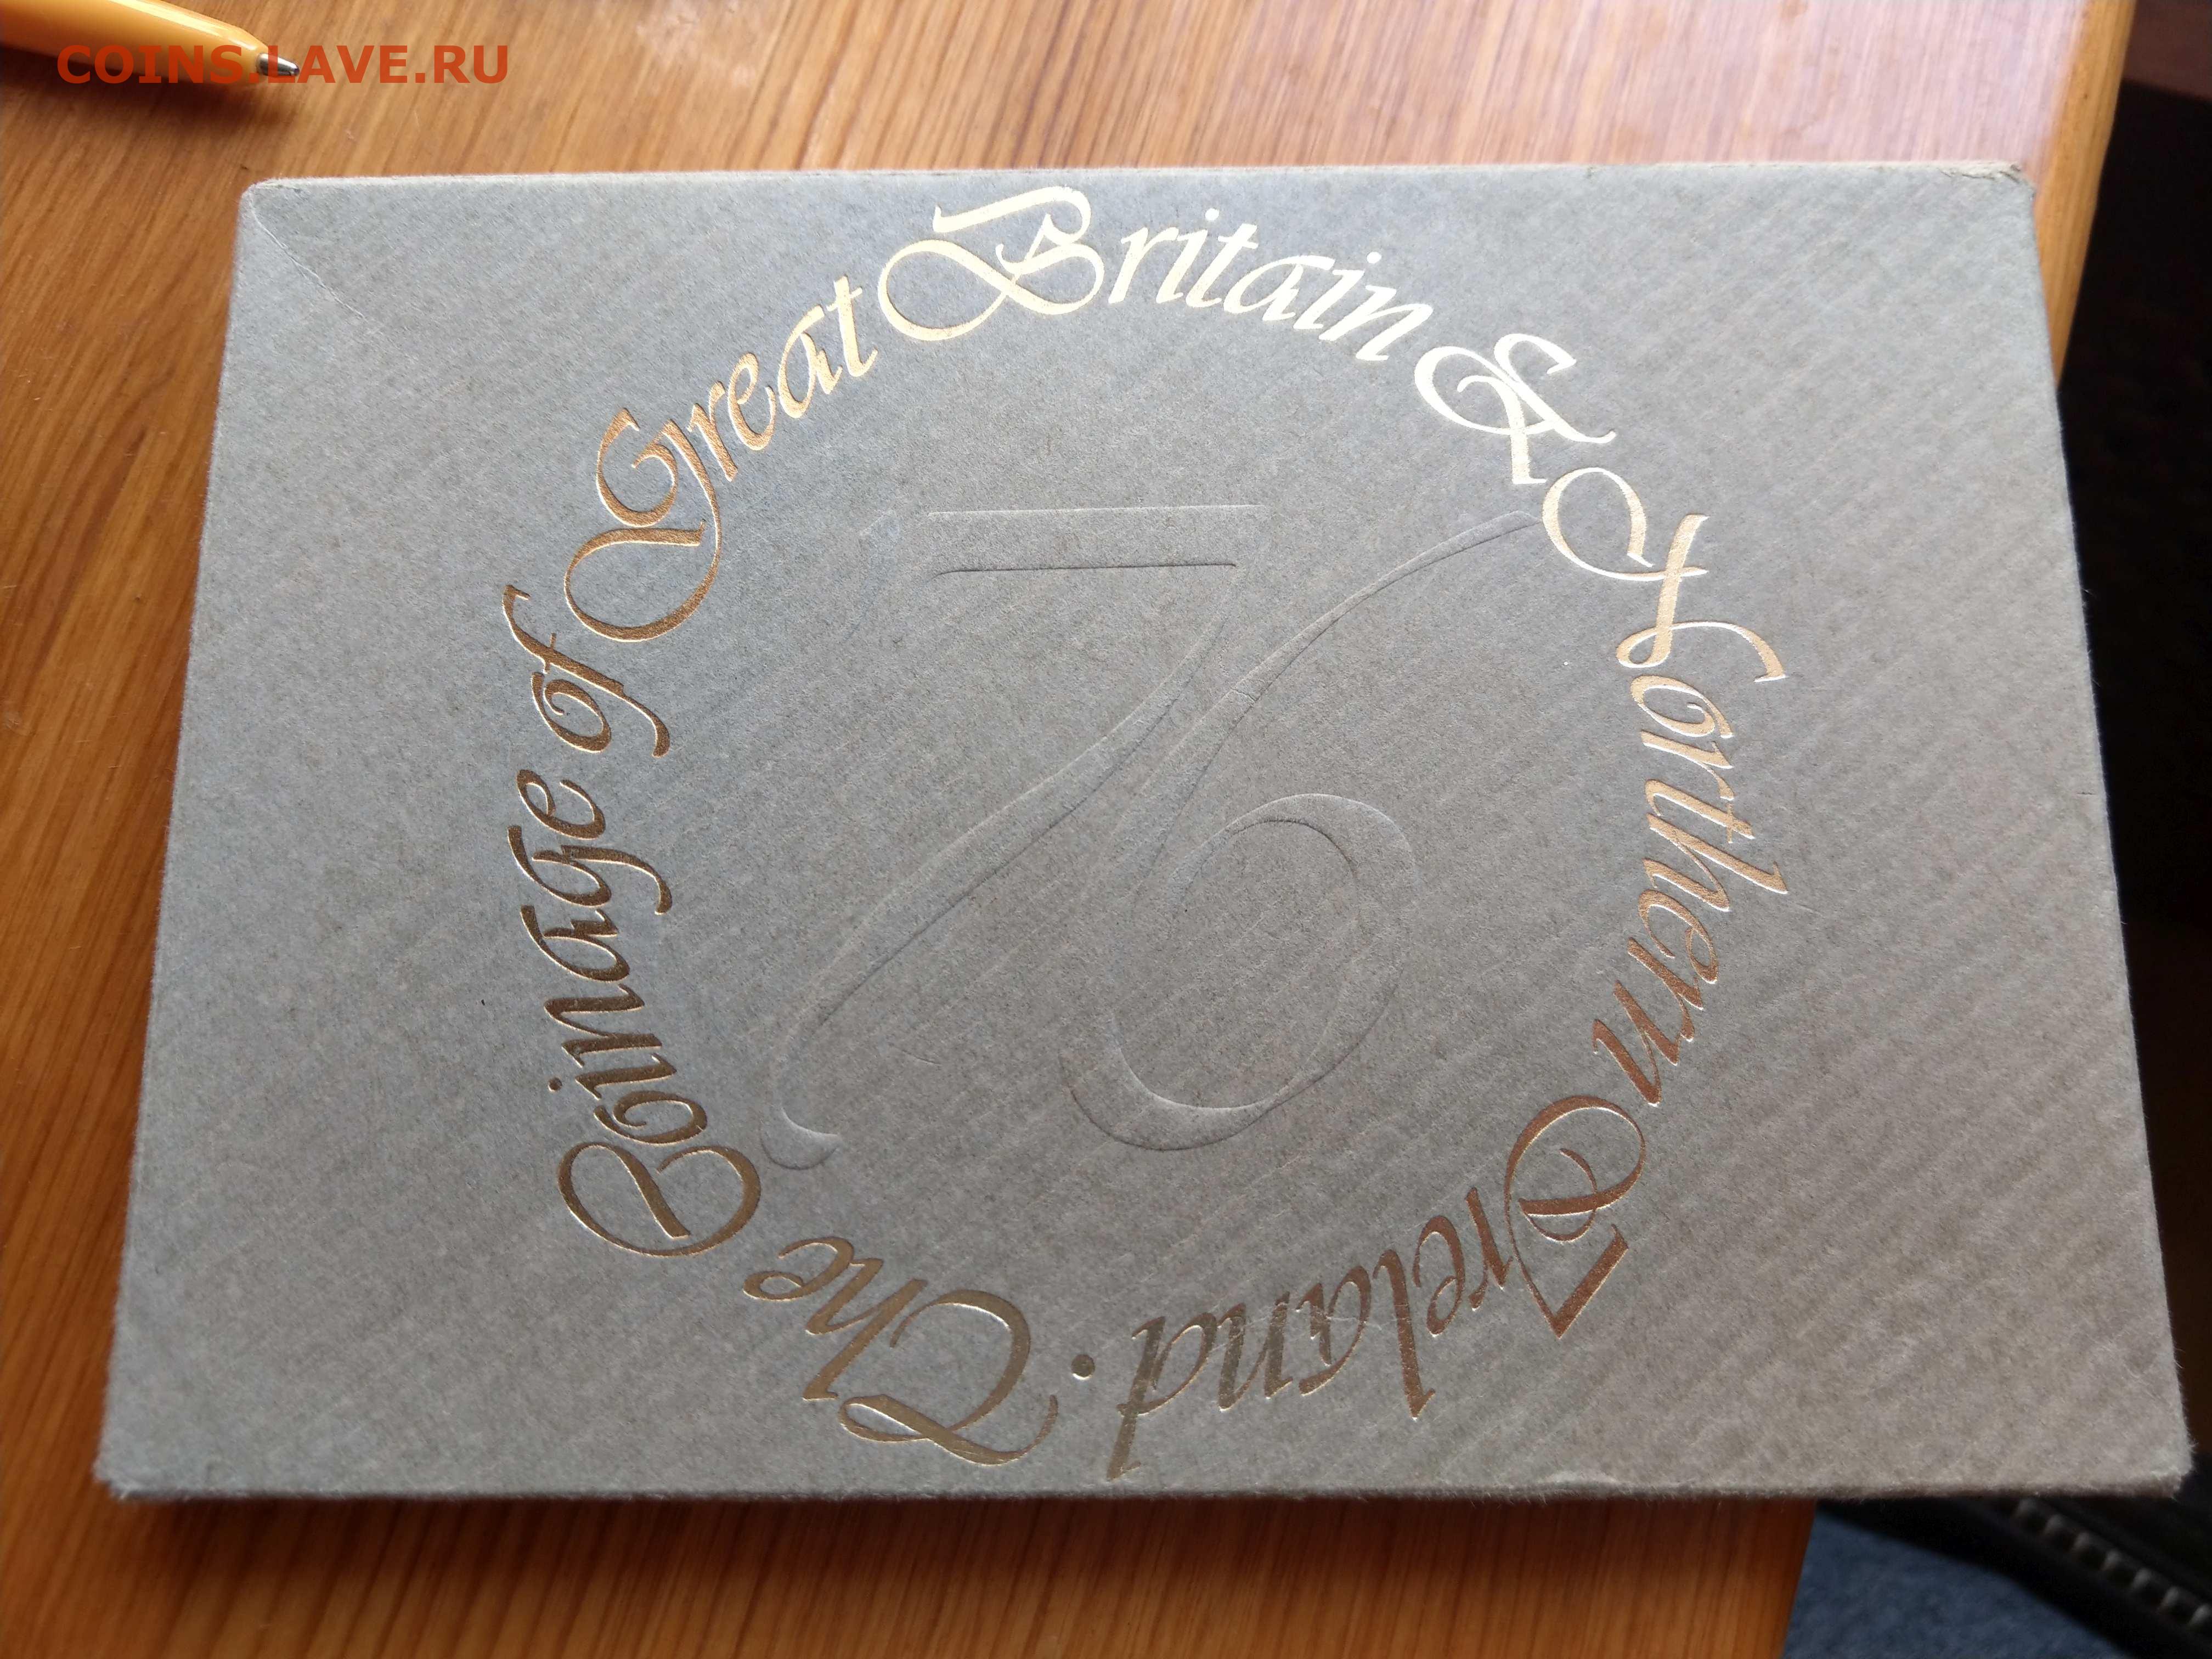 COINS.LAVE.RU
The Coinage of Great Britain & Northern Ireland.
76